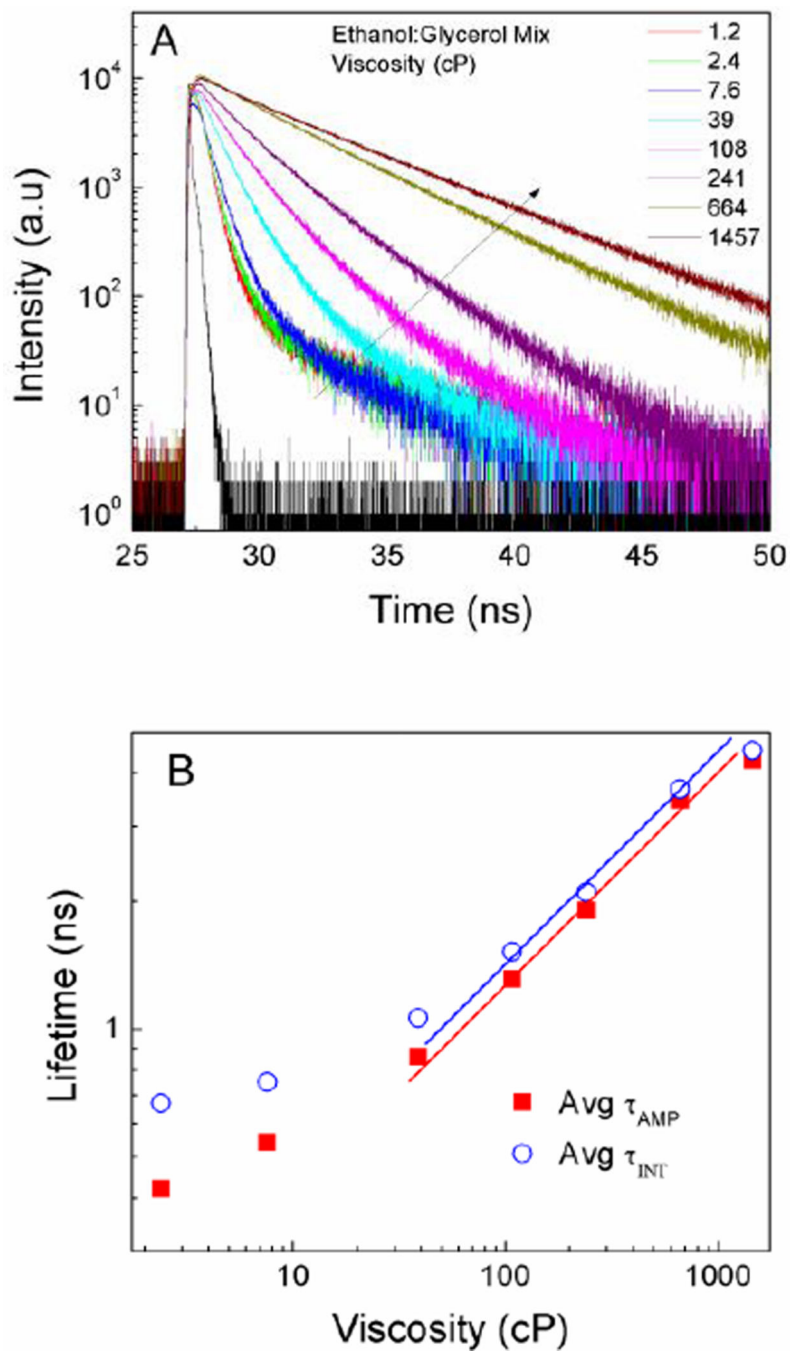 A
Ethanol:Glycerol Mix
Viscosity (cP)
1.2
2.4
7.6
39
108
241
664
1457
10⁴
10³
10²
10¹
10⁰
Intensity (a.u)
25 30 35 40 45 50
Time (ns)
B
Lifetime (ns)
1
Avg τ_AMP
Avg τ_INT
10 100 1000
Viscosity (cP)